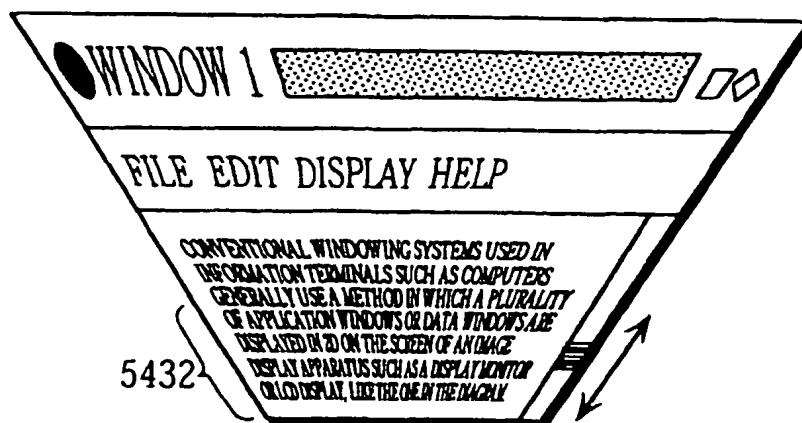 WINDOW 1
FILE EDIT DISPLAY HELP
CONVENTIONAL WINDOWING SYSTEMS USED IN
INFORMATION TERMINALS SUCH AS COMPUTERS
GENERALLY USE A METHOD IN WHICH A PLURALITY
OF APPLICATION WINDOWS OR DATA WINDOWS ARE
DISPLAYED IN 2D ON THE SCREEN OF AN IMAGE
DISPLAY APPARATUS SUCH AS A DISPLAY MONITOR
OR LCD DISPLAY, LIKE THE ONE IN THE DIAGRAM.
5432